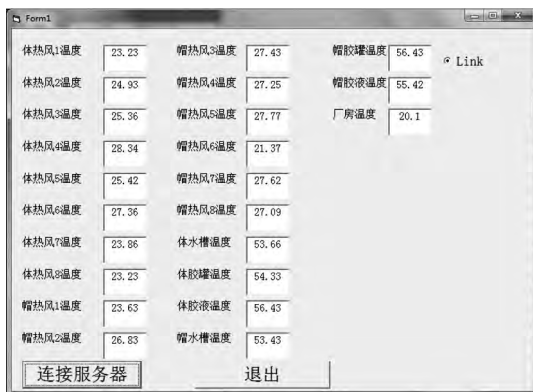 Form1
体热风1温度 23.23 帽热风3温度 27.43 帽胶罐温度 56.43 Link
体热风2温度 24.93 帽热风4温度 27.25 帽胶液温度 55.42
体热风3温度 25.36 帽热风5温度 27.77 厂房温度 20.1
体热风4温度 28.34 帽热风6温度 21.37
体热风5温度 25.42 帽热风7温度 27.62
体热风6温度 27.36 帽热风8温度 27.09
体热风7温度 23.86 体水槽温度 53.66
体热风8温度 23.23 体胶罐温度 54.33
帽热风1温度 23.63 体胶液温度 56.43
帽热风2温度 26.83 帽水槽温度 53.43
连接服务器 退出